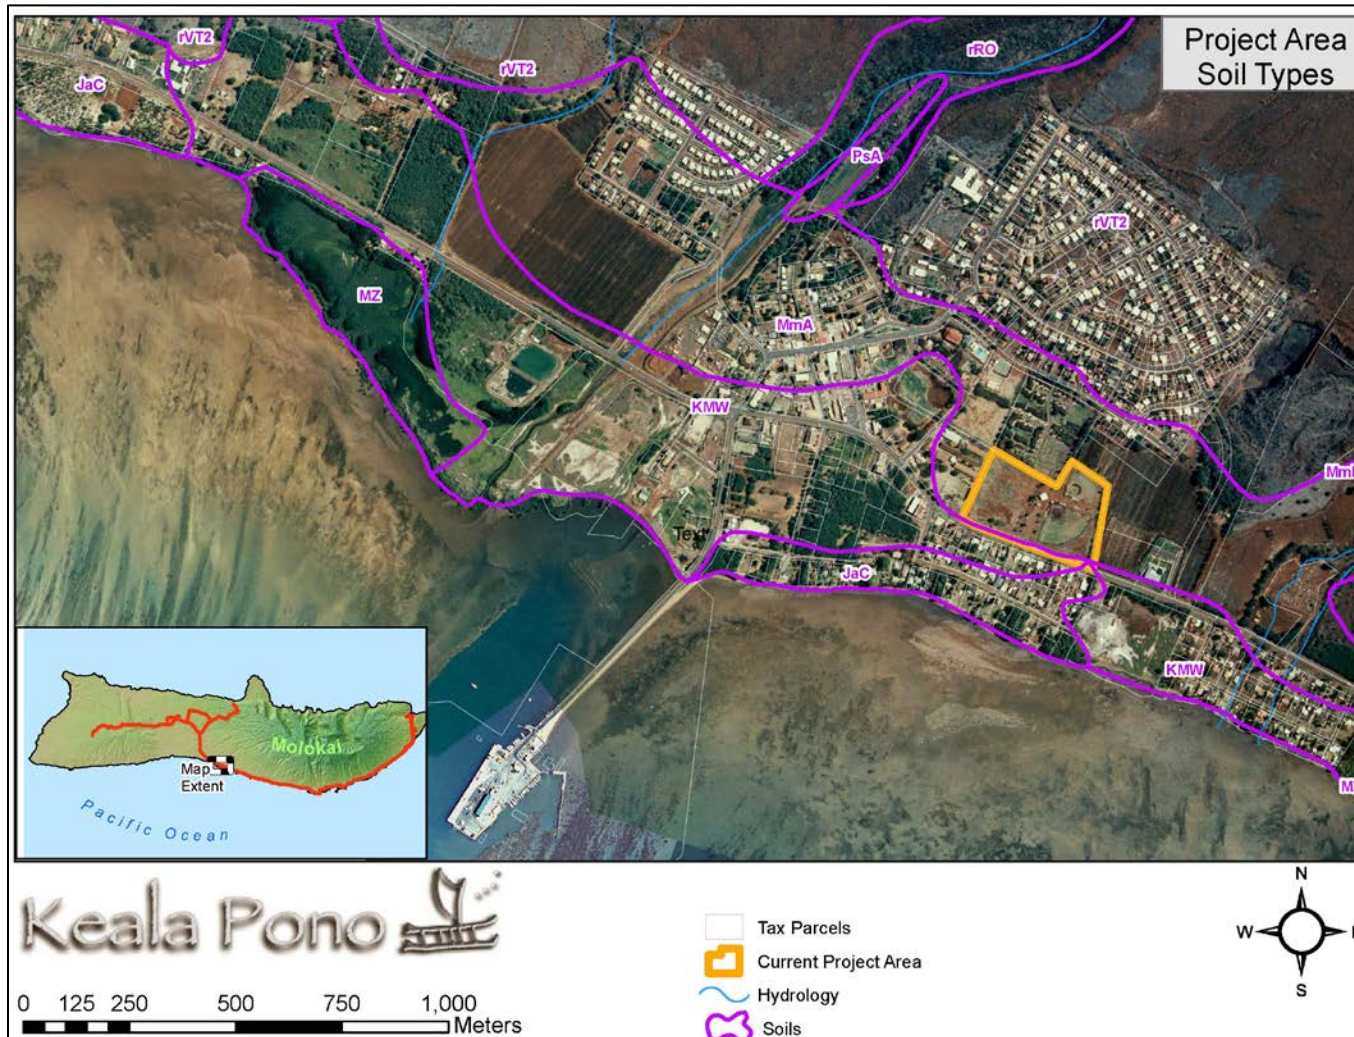 Project Area
Soil Types
rVT2
rVT2
rRO
JaC
PsA
rVT2
MZ
MmA
KMW
Text
JaC
KMW
Molokai
Map
Extent
Pacific Ocean
Keala Pono
0 125 250 500 750 1,000
Meters
Tax Parcels
Current Project Area
Hydrology
Soils
N
W
S